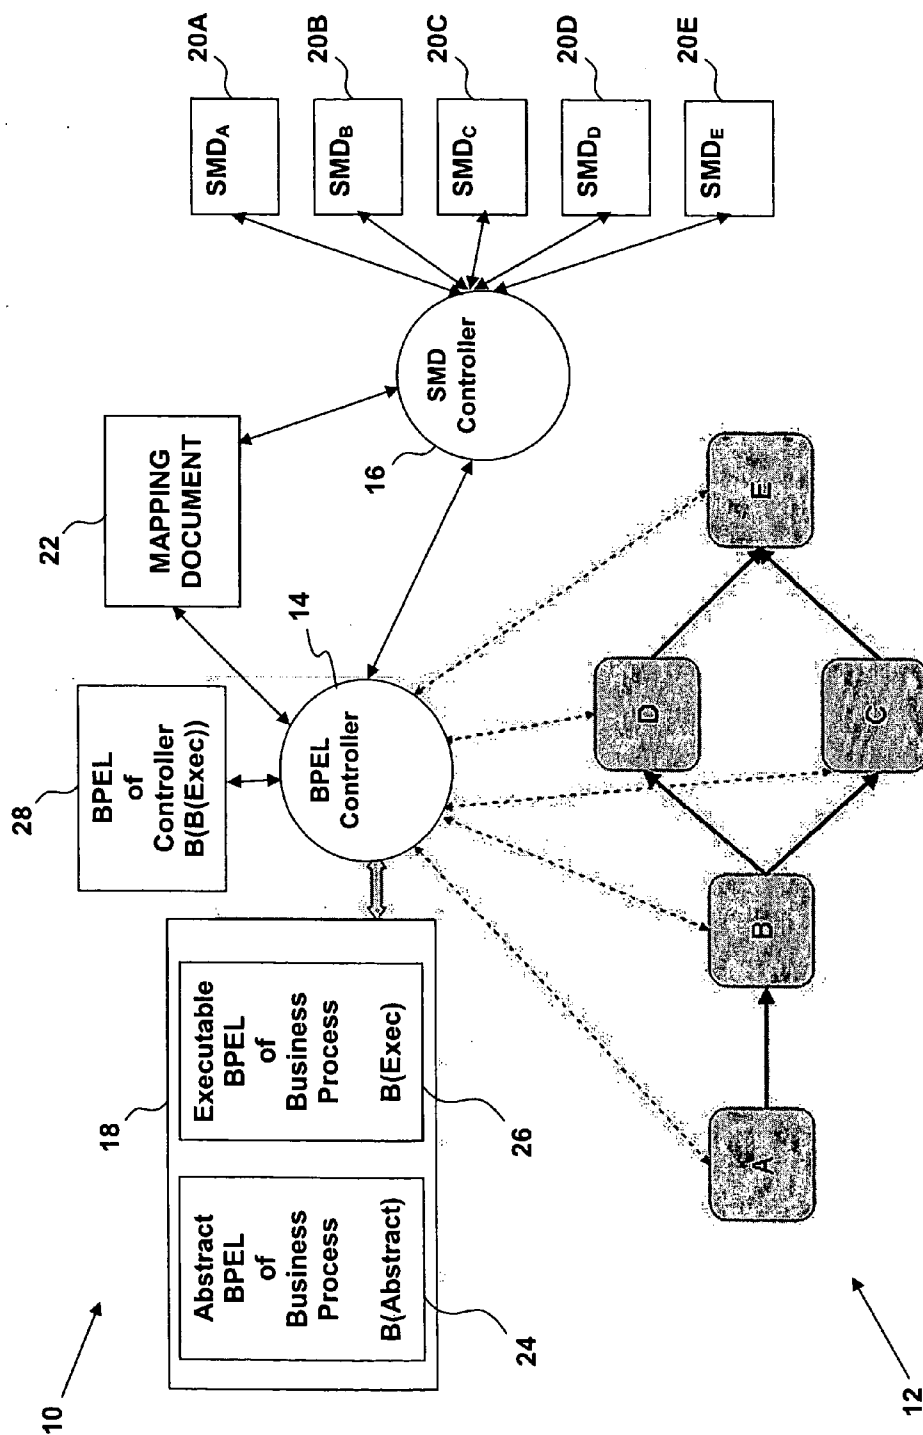 10
18
Abstract
BPEL
of
Business
Process
B(Abstract)
24
Executable
BPEL
of
Business
Process
B(Exec)
26
28
BPEL
of
Controller
B(B(Exec))
22
MAPPING
DOCUMENT
14
BPEL
Controller
16
SMD
Controller
SMDA
20A
SMDB
20B
SMDC
20C
SMDD
20D
SMDE
20E
A
B
D
C
E
12